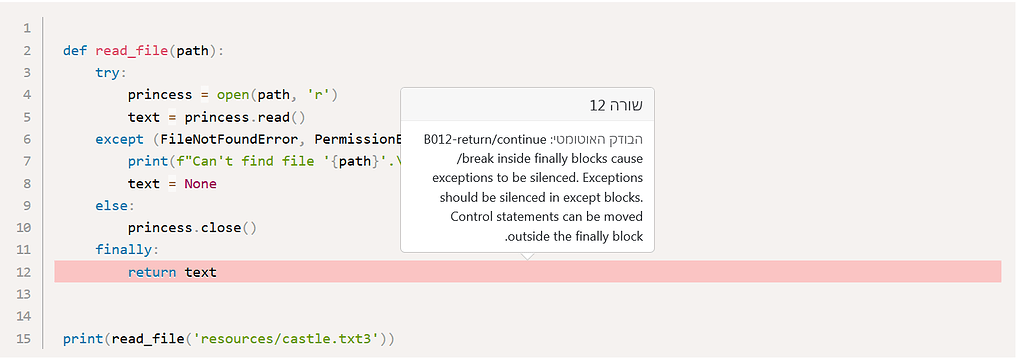 1
2 def read_file(path):
3 try:
4 princess = open(path, 'r')
5 text = princess.read()
6 except (FileNotFoundError,
7 print(f"Can't find file '{path}'.\
8 text = None
9 else:
10 princess.close()
11 finally:
12 return text
13
14
15 print(read_file('resources/castle.txt3'))
שורה 12
הבודק האוטומטי: B012-return/continue
/break inside finally blocks cause
exceptions to be silenced. Exceptions
should be silenced in except blocks.
Control statements can be moved
.outside the finally block